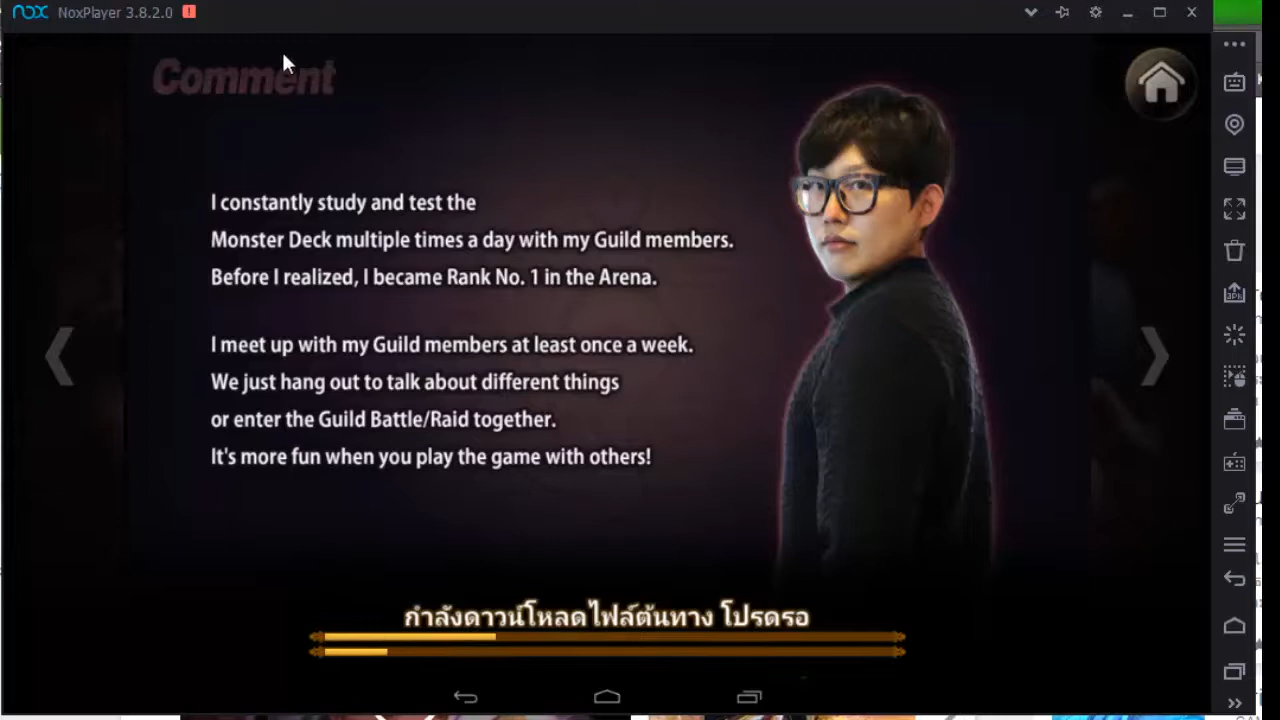 nox NoxPlayer 3.8.2.0
Comment
I constantly study and test the
Monster Deck multiple times a day with my Guild members.
Before I realized, I became Rank No. 1 in the Arena.
I meet up with my Guild members at least once a week.
We just hang out to talk about different things
or enter the Guild Battle/Raid together.
It's more fun when you play the game with others!
กำลังดาวน์โหลดไฟล์ต้นทาง โปรดรอ